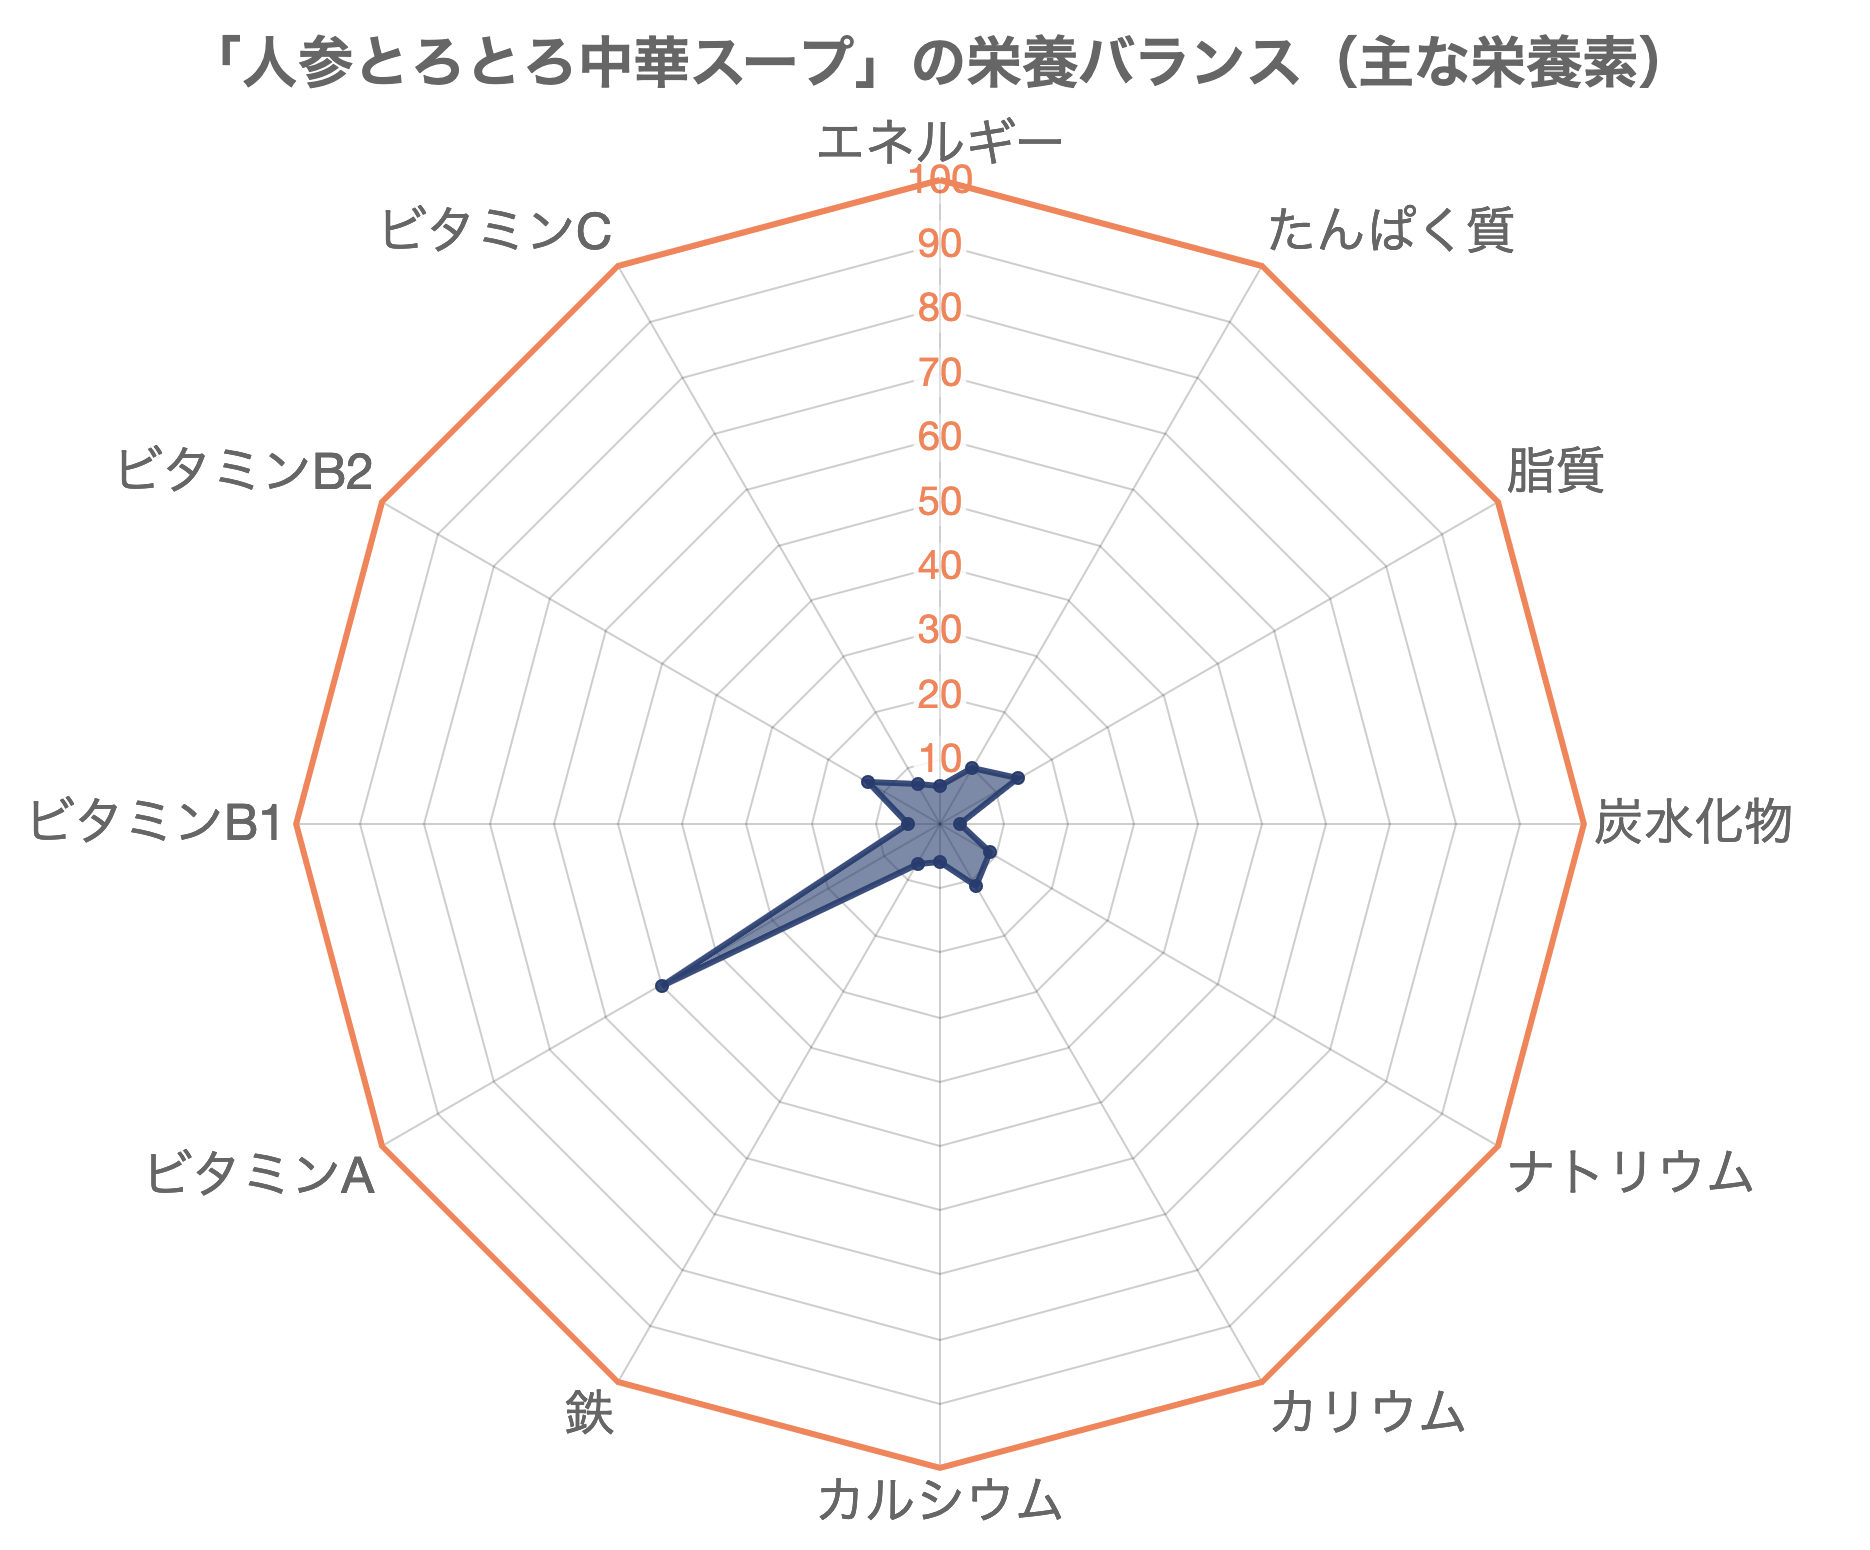 「人参とろとろ中華スープ」の栄養バランス（主な栄養素）
エネルギー
たんぱく質
脂質
炭水化物
ナトリウム
カリウム
カルシウム
鉄
ビタミンA
ビタミンB1
ビタミンB2
ビタミンC
100
90
80
70
60
50
40
30
20
10